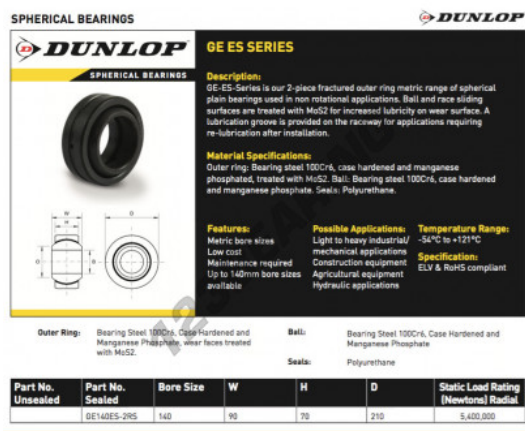 SPHERICAL BEARINGS
DUNLOP
DUNLOP
SPHERICAL BEARINGS
GE ES SERIES
Description:
GE-ES-Series is our 2-piece fractured outer ring metric range of spherical
plain bearings used in non rotational applications. Ball and race sliding
surfaces are treated with MoS2 for increased lubricity on wear surface. A
lubrication groove is provided on the raceway for applications requiring
re-lubrication after installation.
Material Specifications:
Outer ring: Bearing steel 100Cr6, case hardened and manganese
phosphated, treated with MoS2. Ball: Bearing steel 100Cr6, case hardened
and manganese phosphate. Seals: Polyurethane.
Features:
Metric bore sizes
Low cost
Maintenance required
Up to 140mm bore sizes
available
Possible Applications:
Light to heavy industrial/
mechanical applications
Construction equipment
Agricultural equipment
Hydraulic applications
Temperature Range:
-54°C to +121°C
Specification:
ELV & RoHS compliant
W
H
D
B
Outer Ring:
Bearing Steel 100Cr6, Case Hardened and
Manganese Phosphate, wear faces treated
with MoS2.
Ball:
Bearing Steel 100Cr6, Case Hardened and
Manganese Phosphate
Seals:
Polyurethane
Part No. Unsealed Part No. Sealed Bore Size W H D Static Load Rating (Newtons) Radial
GE140ES-2RS 140 90 70 210 5,400,000